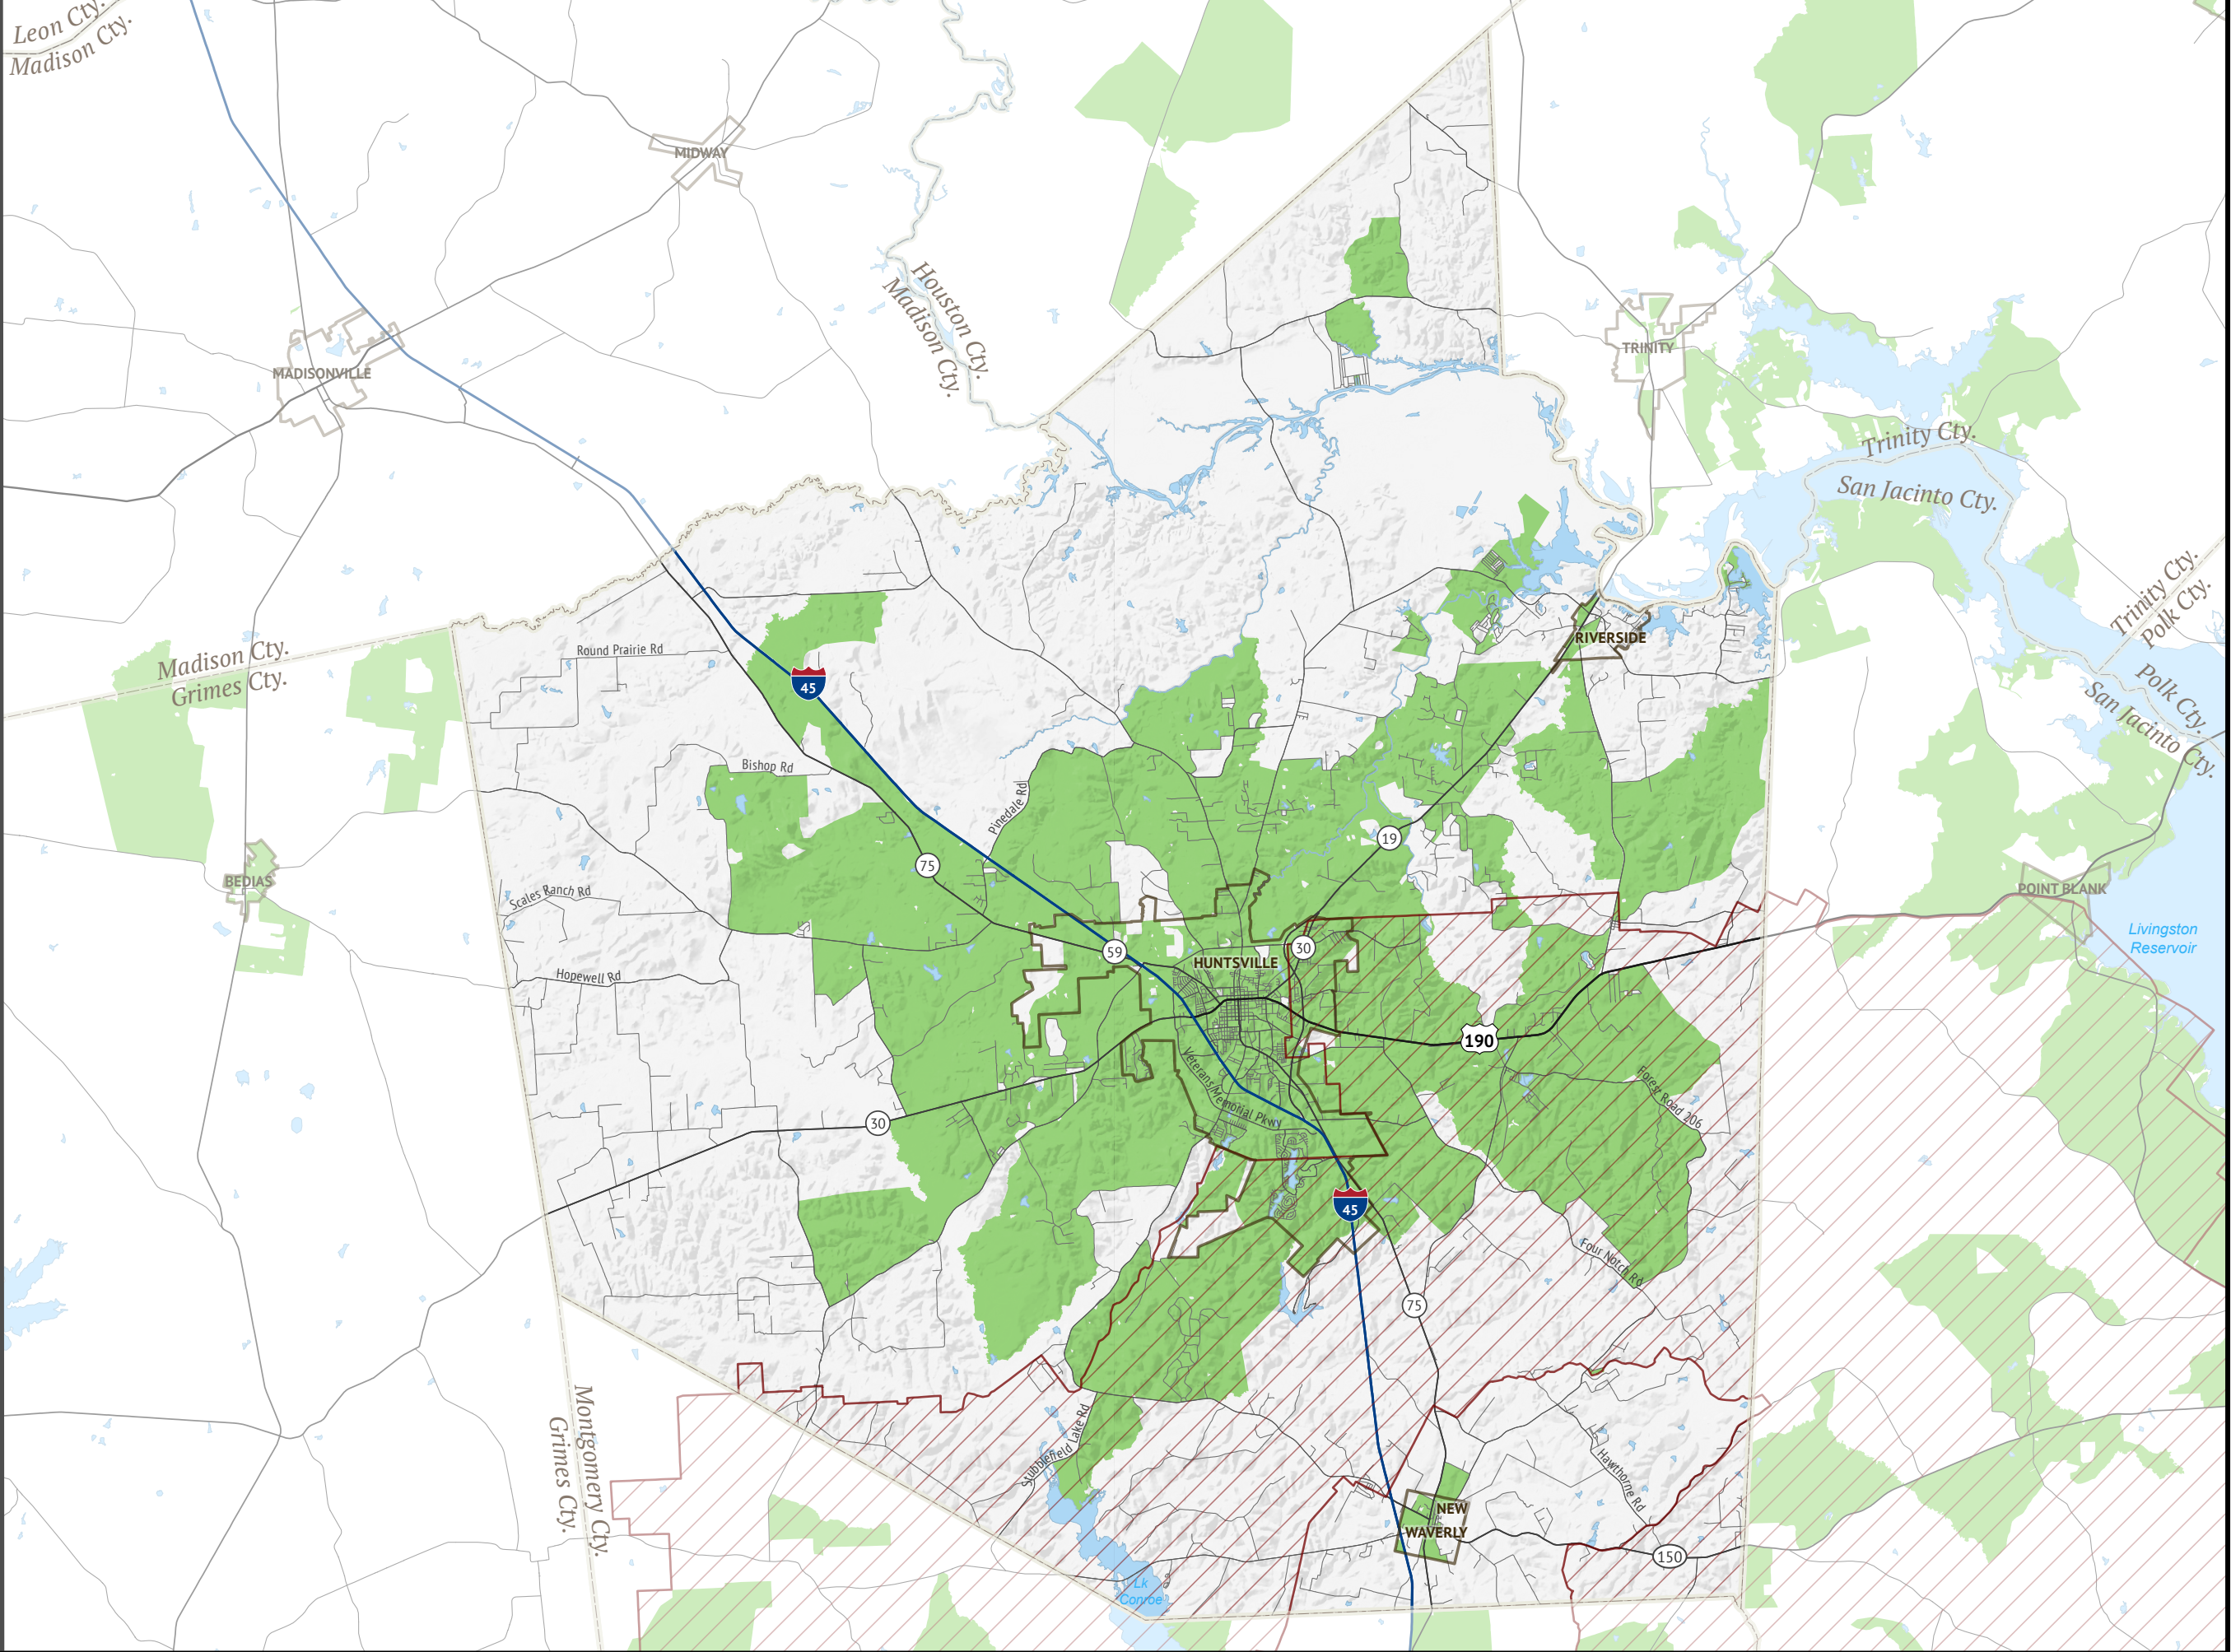 Leon Cty.
Madison Cty.
MIDWAY
Houston Cty.
Madison Cty.
MADISONVILLE
TRINITY
Trinity Cty.
San Jacinto Cty.
Trinity Cty.
Polk Cty.
Polk Cty.
San Jacinto Cty.
Madison Cty.
Grimes Cty.
Round Prairie Rd
RIVERSIDE
45
Bishop Rd
Pinedale Rd
19
75
BEDIAS
Scales Ranch Rd
POINT BLANK
Livingston
Reservoir
59
30
HUNTSVILLE
Hopewell Rd
190
Veterans Memorial Pkwy
Forest Road 206
30
45
Four Notch Rd
75
Montgomery Cty.
Grimes Cty.
Stubblefield Lake Rd
Hawthorne Rd
NEW
WAVERLY
150
Lk
Conroe